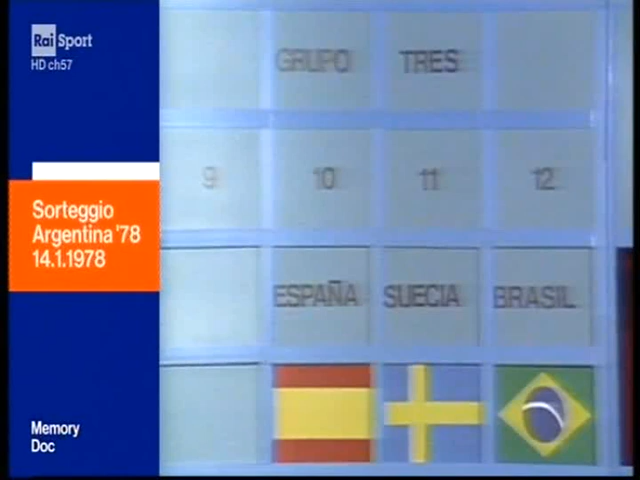 Rai Sport
HD ch57
GRUPO TRES
9 10 11 12
Sorteggio
Argentina '78
14.1.1978
ESPAÑA SUECIA BRASIL
Memory
Doc